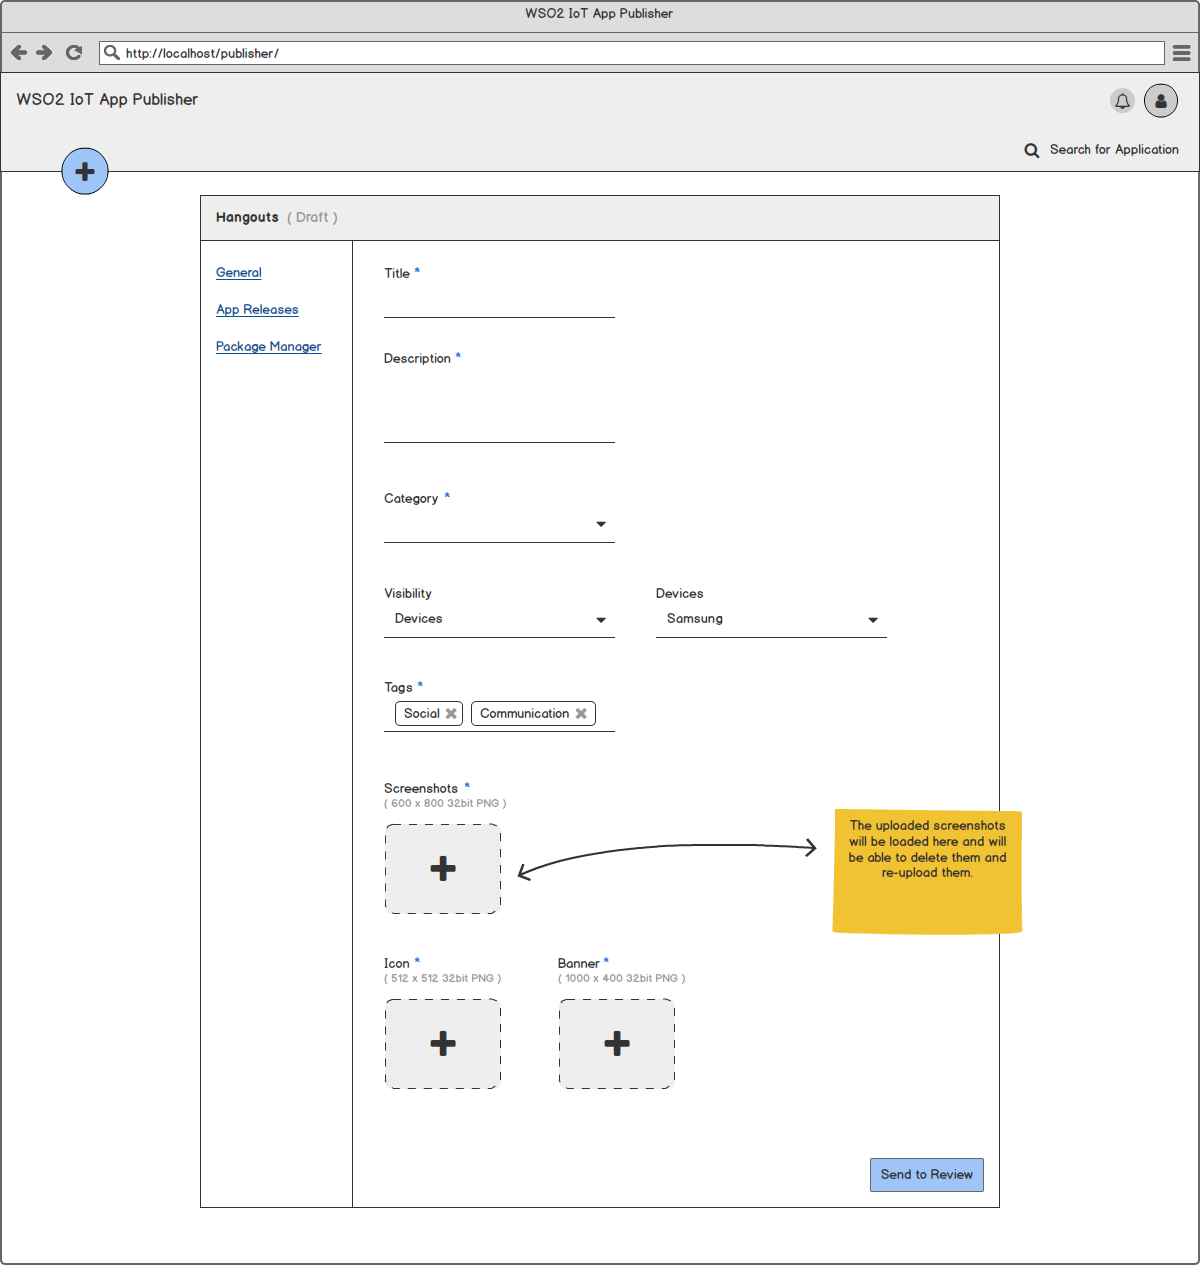 WSO2 IoT App Publisher
http://localhost/publisher/
WSO2 IoT App Publisher
Search for Application
Hangouts ( Draft )
General
App Releases
Package Manager
Title *
Description *
Category *
Visibility
Devices
Devices
Samsung
Tags *
Social
Communication
Screenshots *
( 600 x 800 32bit PNG )
The uploaded screenshots
will be loaded here and will
be able to delete them and
re-upload them.
Icon *
( 512 x 512 32bit PNG )
Banner *
( 1000 x 400 32bit PNG )
Send to Review